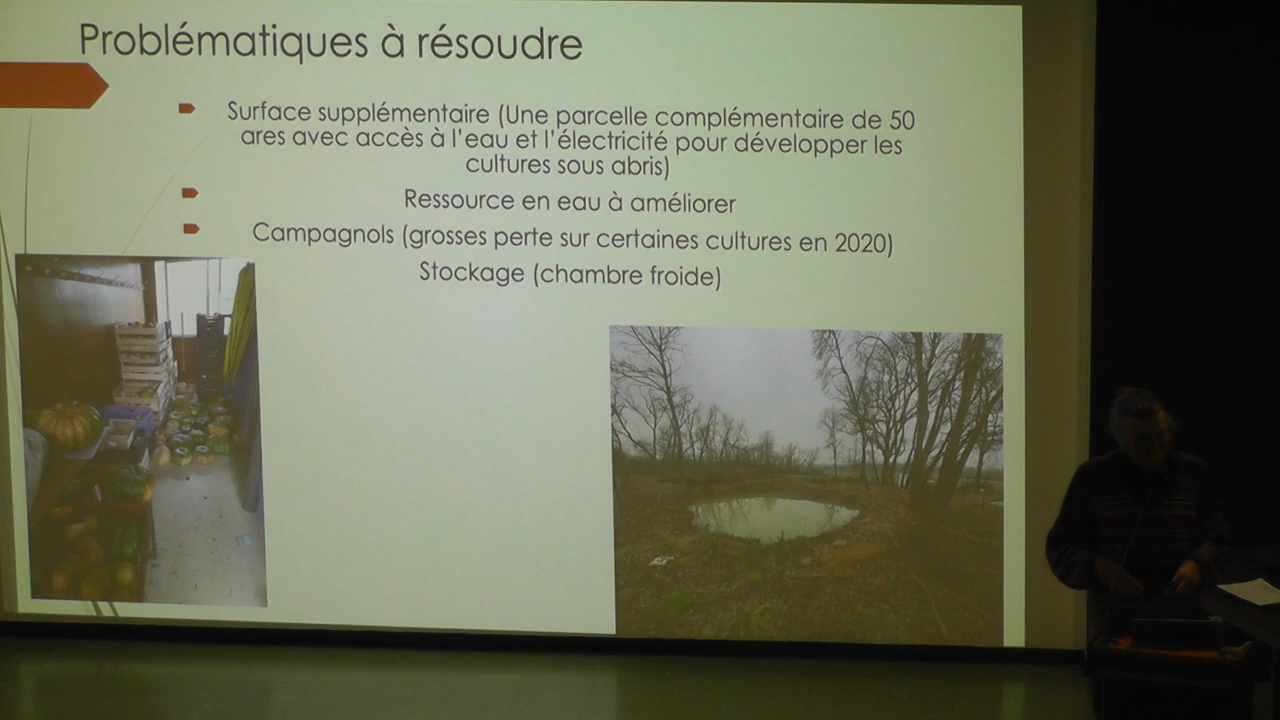 Problématiques à résoudre
Surface supplémentaire (Une parcelle complémentaire de 50
ares avec accès à l'eau et l'électricité pour développer les
cultures sous abris)
Ressource en eau à améliorer
Campagnols (grosses perte sur certaines cultures en 2020)
Stockage (chambre froide)